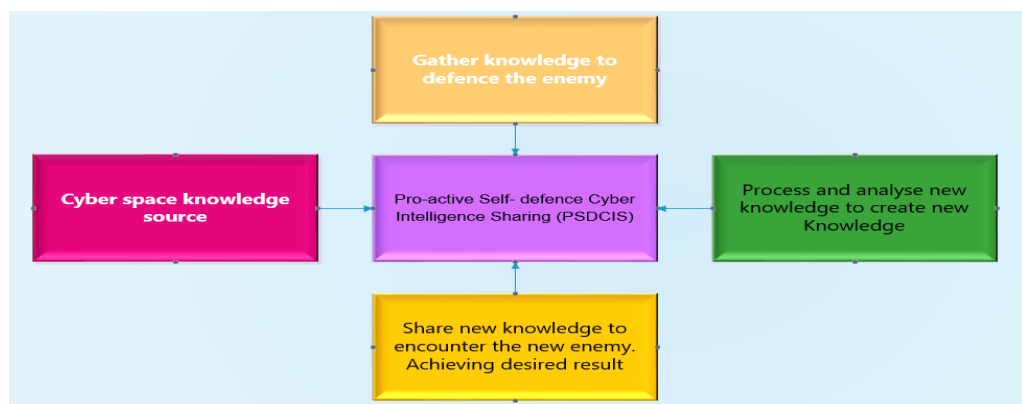 Gather knowledge to
defence the enemy
Cyber space knowledge
source
Pro-active Self- defence Cyber
Intelligence Sharing (PSDCIS)
Process and analyse new
knowledge to create new
Knowledge
Share new knowledge to
encounter the new enemy.
Achieving desired result